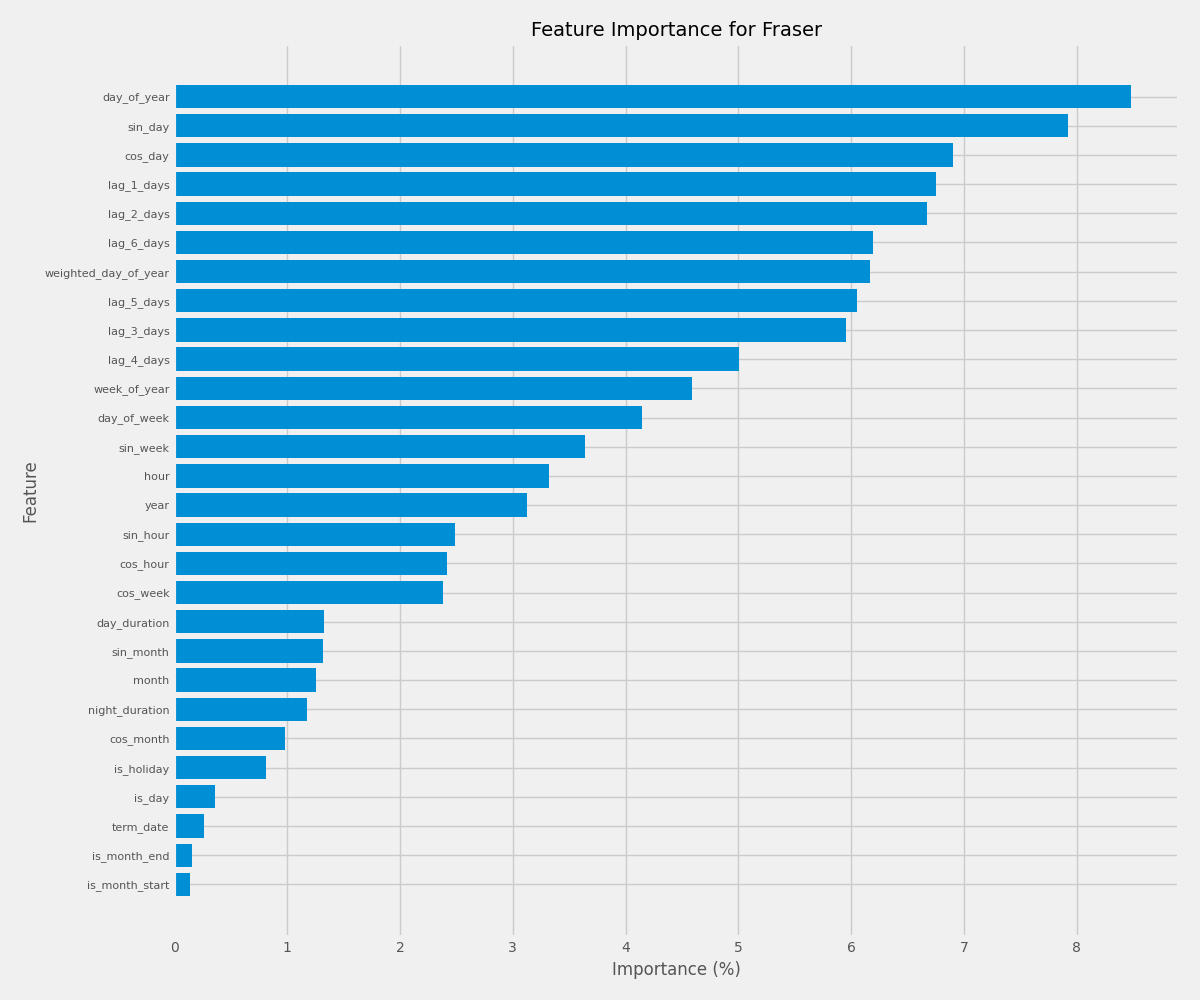 Feature Importance for Fraser
day_of_year
sin_day
cos_day
lag_1_days
lag_2_days
lag_6_days
weighted_day_of_year
lag_5_days
lag_3_days
lag_4_days
week_of_year
day_of_week
sin_week
hour
year
sin_hour
cos_hour
cos_week
day_duration
sin_month
month
night_duration
cos_month
is_holiday
is_day
term_date
is_month_end
is_month_start
Feature
0 1 2 3 4 5 6 7 8
Importance (%)